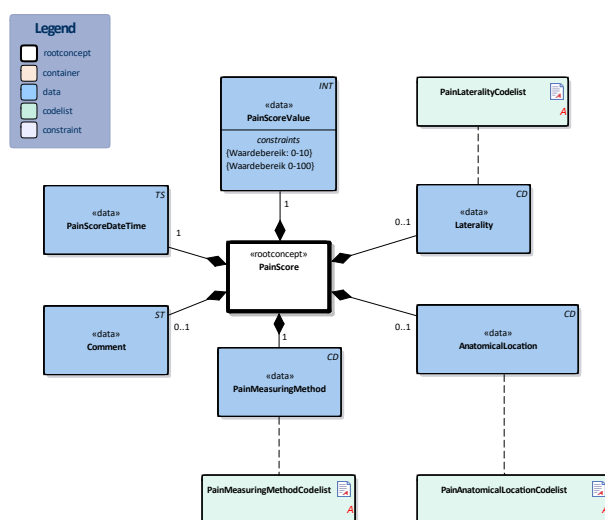 Legend
rootconcept
container
data
codelist
constraint
INT
«data»
PainScoreValue
constraints
{Waardebereik: 0-10}
{Waardebereik 0-100}
PainLateralityCodelist
A
TS
«data»
PainScoreDateTime
1
1
CD
«data»
Laterality
0..1
«rootconcept»
PainScore
ST
«data»
Comment
0..1
1
CD
«data»
PainMeasuringMethod
0..1
CD
«data»
AnatomicalLocation
PainMeasuringMethodCodelist
A
PainAnatomicalLocationCodelist
A